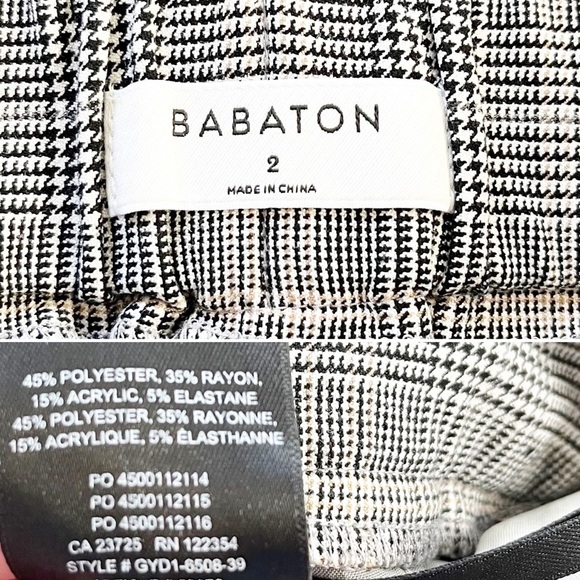 BABATON
2
MADE IN CHINA
45% POLYESTER, 35% RAYON,
15% ACRYLIC, 5% ELASTANE
45% POLYESTER, 35% RAYONNE,
15% ACRYLIQUE, 5% ÉLASTHANNE
PO 4500112114
PO 4500112115
PO 4500112116
CA 23725 RN 122354
STYLE # GYD1-6508-39